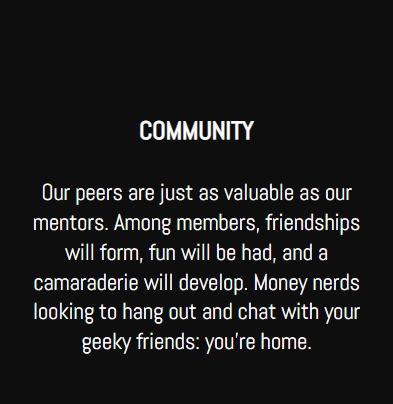 COMMUNITY
Our peers are just as valuable as our
mentors. Among members, friendships
will form, fun will be had, and a
camaraderie will develop. Money nerds
looking to hang out and chat with your
geeky friends: you're home.